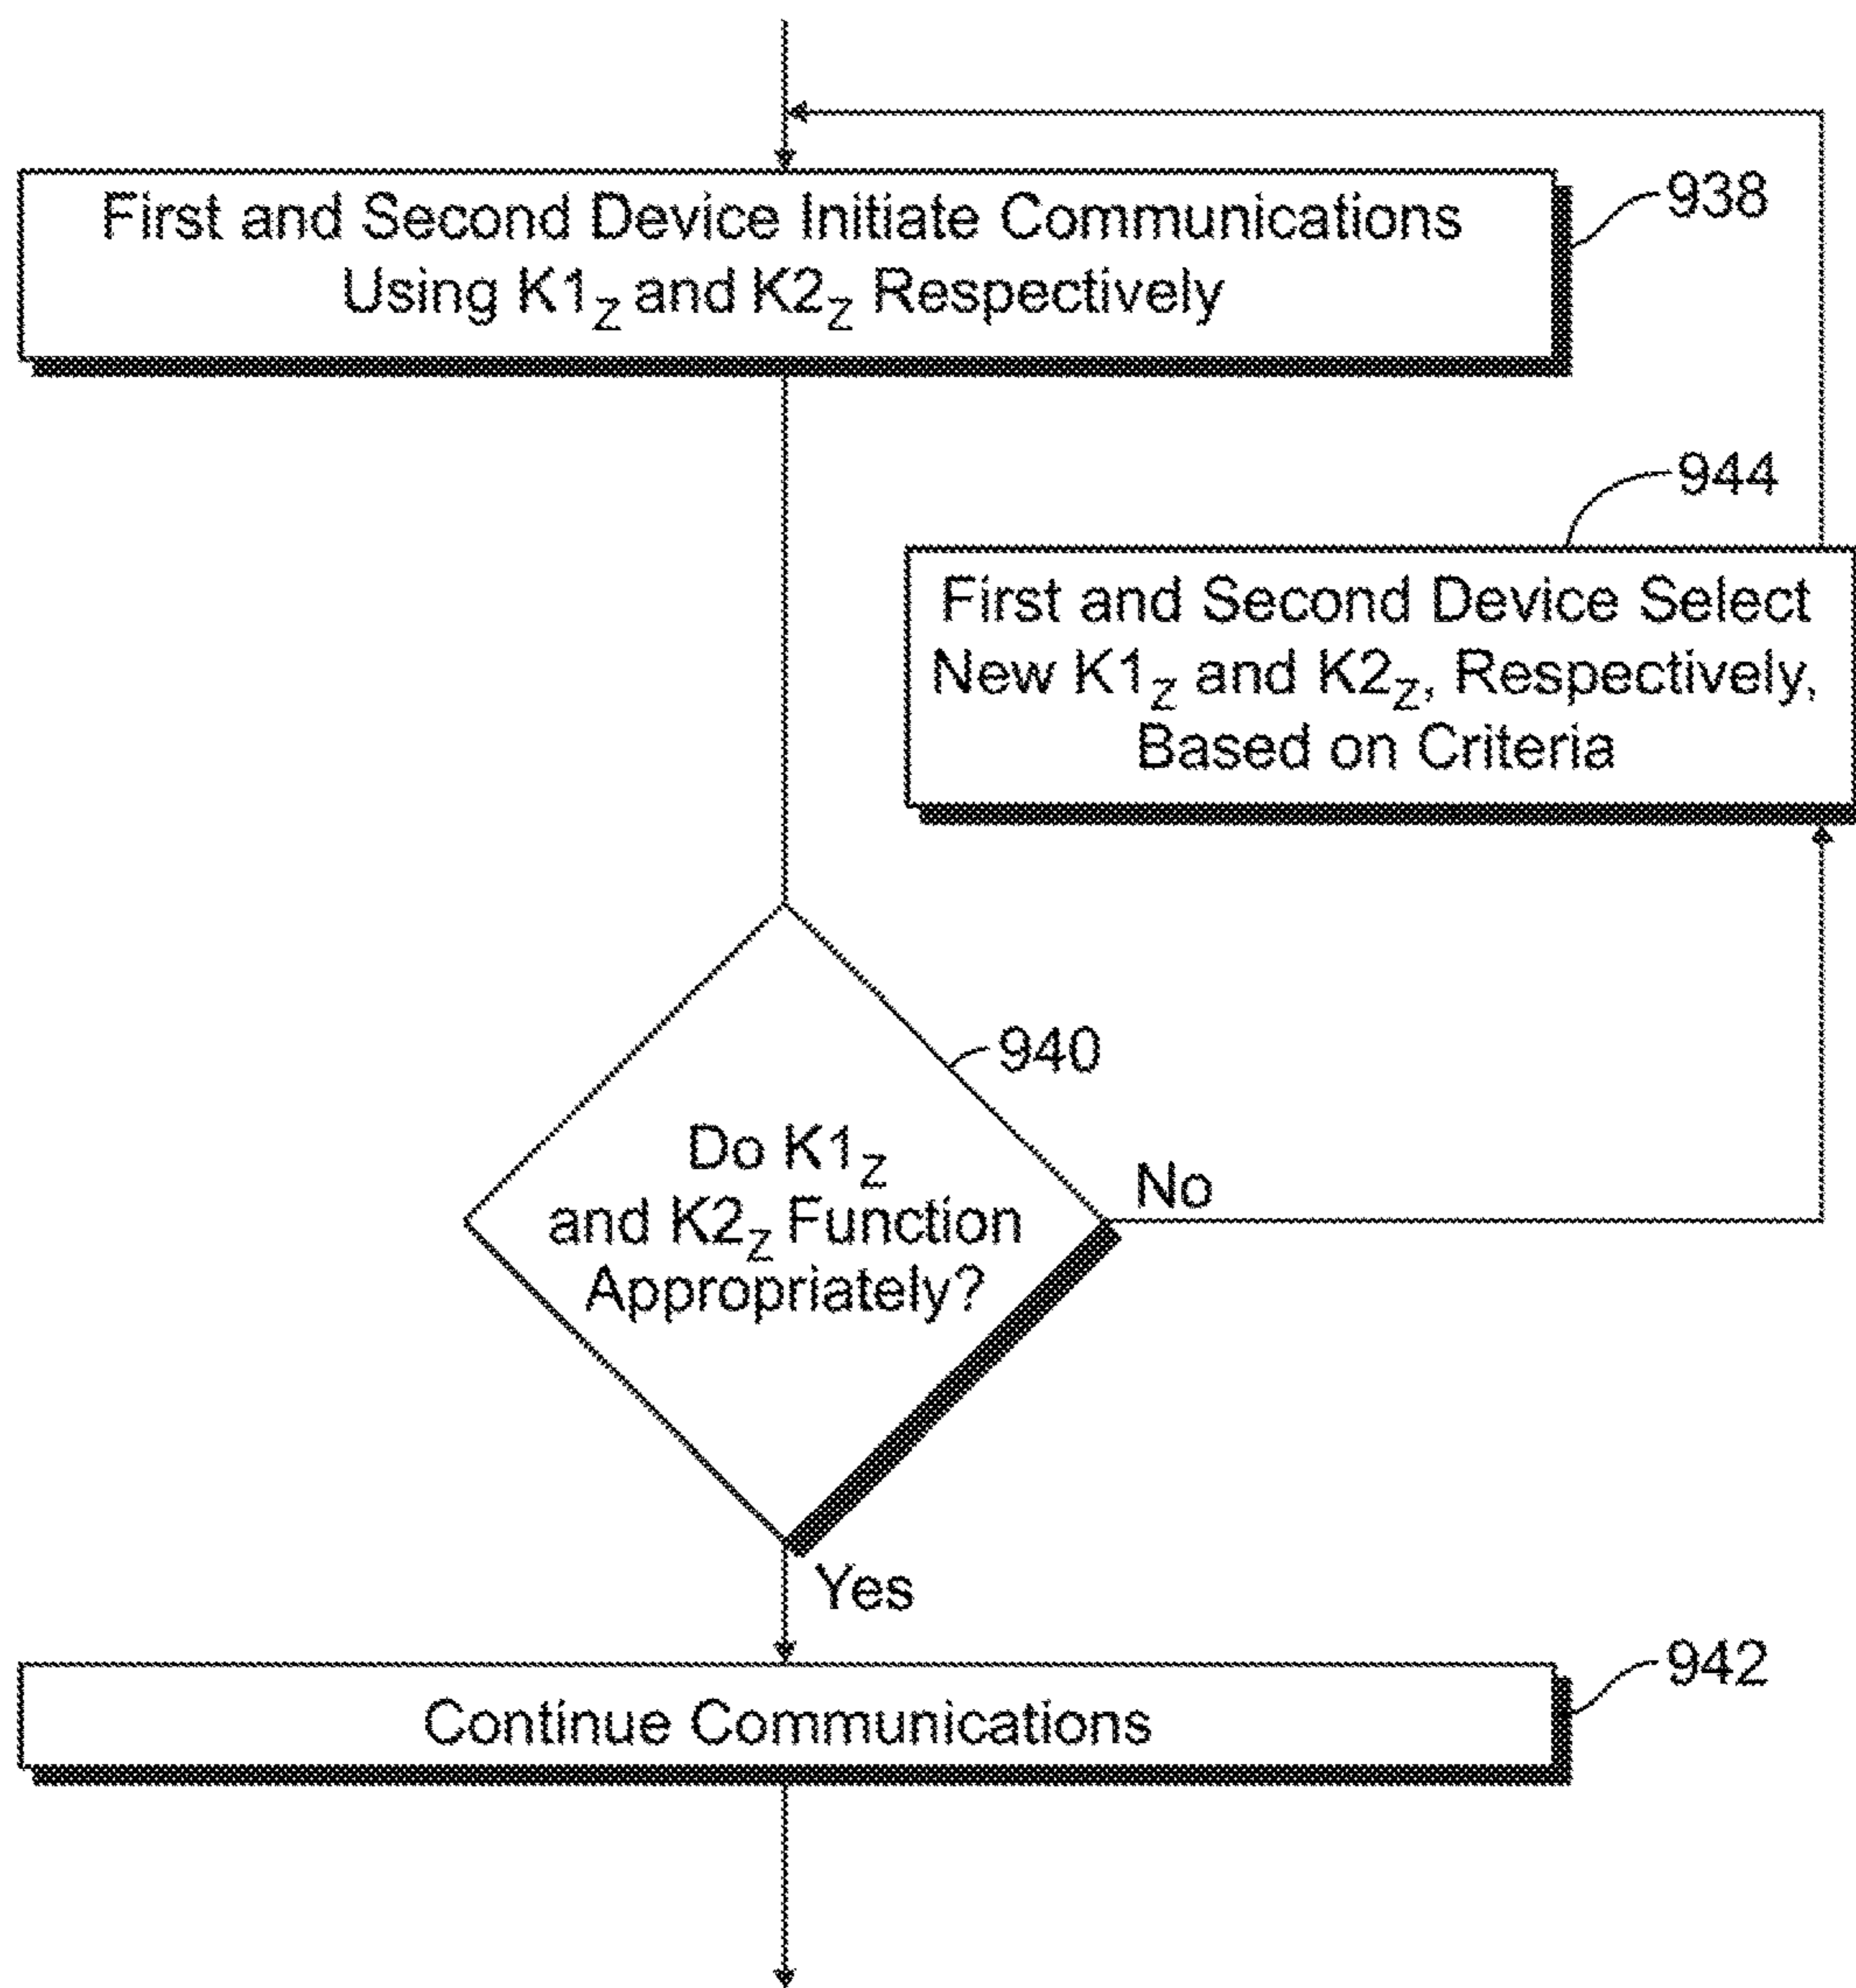 First and Second Device Initiate Communications
Using K1Z and K2Z Respectively
938
944
First and Second Device Select
New K1Z and K2Z, Respectively,
Based on Criteria
940
Do K1Z
and K2Z Function
Appropriately?
No
Yes
942
Continue Communications